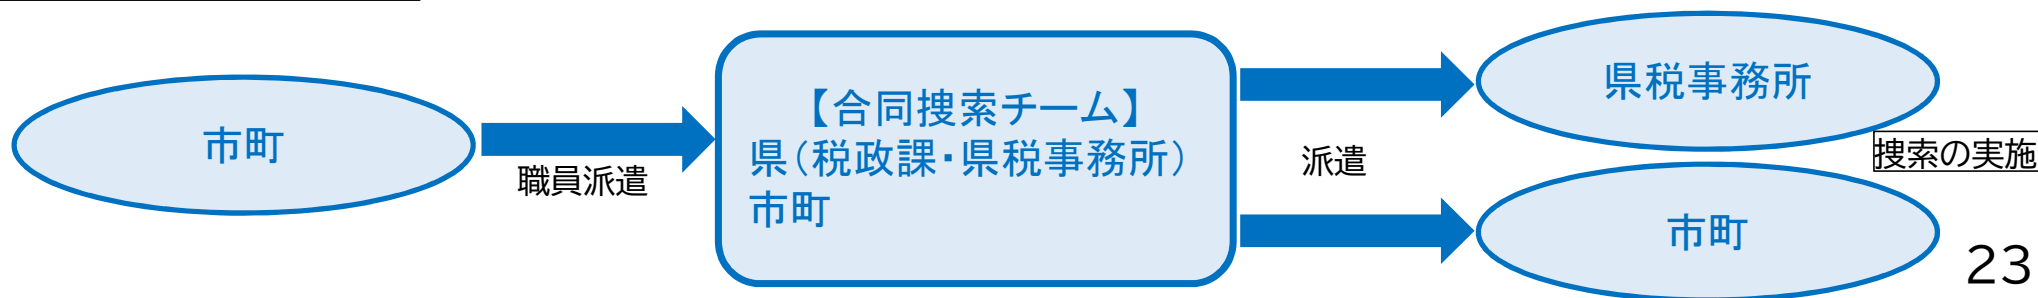 市町
職員派遣
【合同捜索チーム】
県(税政課・県税事務所)
市町
派遣
県税事務所
市町
捜索の実施
23